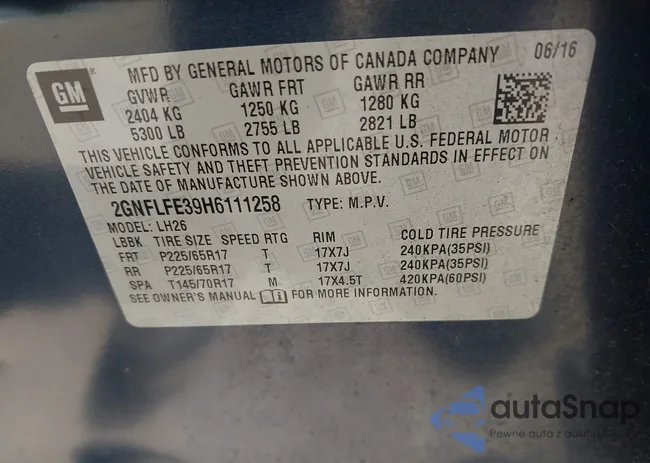 GM
MFD BY GENERAL MOTORS OF CANADA COMPANY 06/16
GVWR GAWR FRT GAWR RR
2404 KG 1250 KG 1280 KG
5300 LB 2755 LB 2821 LB
THIS VEHICLE CONFORMS TO ALL APPLICABLE U.S. FEDERAL MOTOR
VEHICLE SAFETY AND THEFT PREVENTION STANDARDS IN EFFECT ON
THE DATE OF MANUFACTURE SHOWN ABOVE.
2GNFLFE39H6111258 TYPE: M.P.V.
MODEL: LH26
LBBK TIRE SIZE SPEED RTG RIM COLD TIRE PRESSURE
FRT P225/65R17 T 17X7J 240KPA(35PSI)
RR P225/65R17 T 17X7J 240KPA(35PSI)
SPA T145/70R17 M 17X4.5T 420KPA(60PSI)
SEE OWNER'S MANUAL FOR MORE INFORMATION.
autaSnap
Pewne auta z aukcji